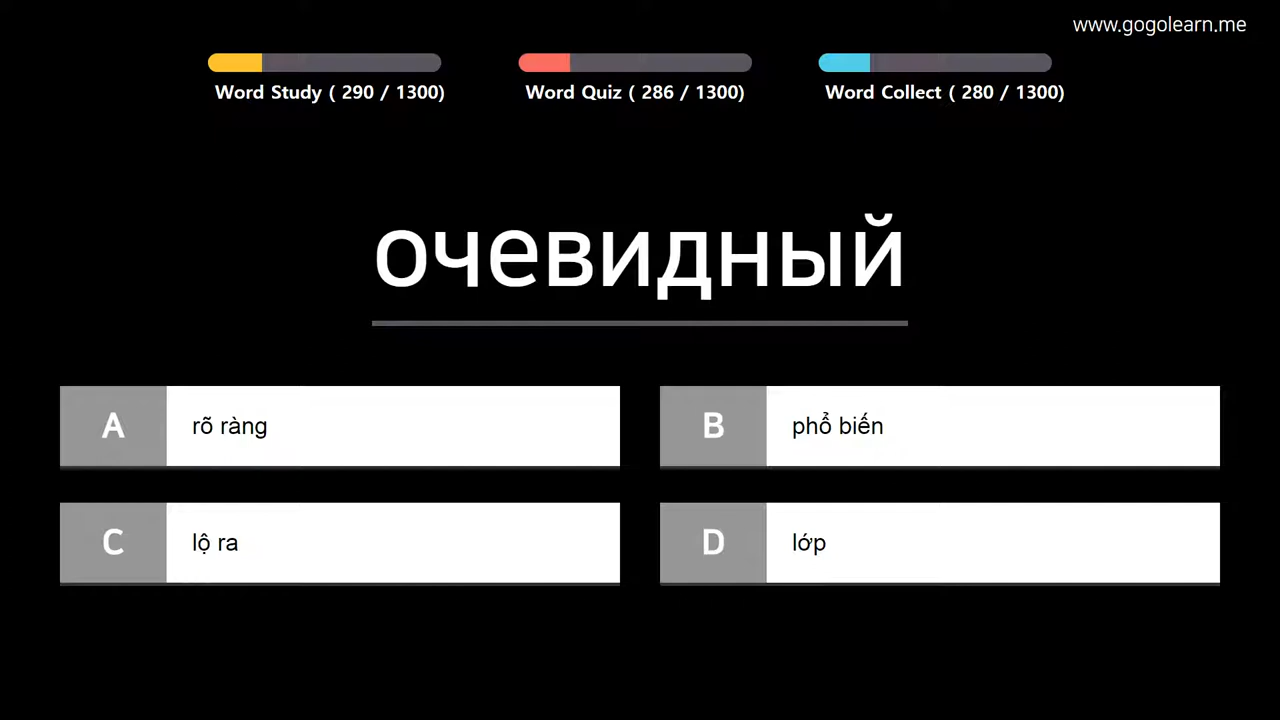 www.gogolearn.me
Word Study ( 290 / 1300)
Word Quiz ( 286 / 1300)
Word Collect ( 280 / 1300)
очевидный
A rõ ràng
B phổ biến
C lộ ra
D lớp